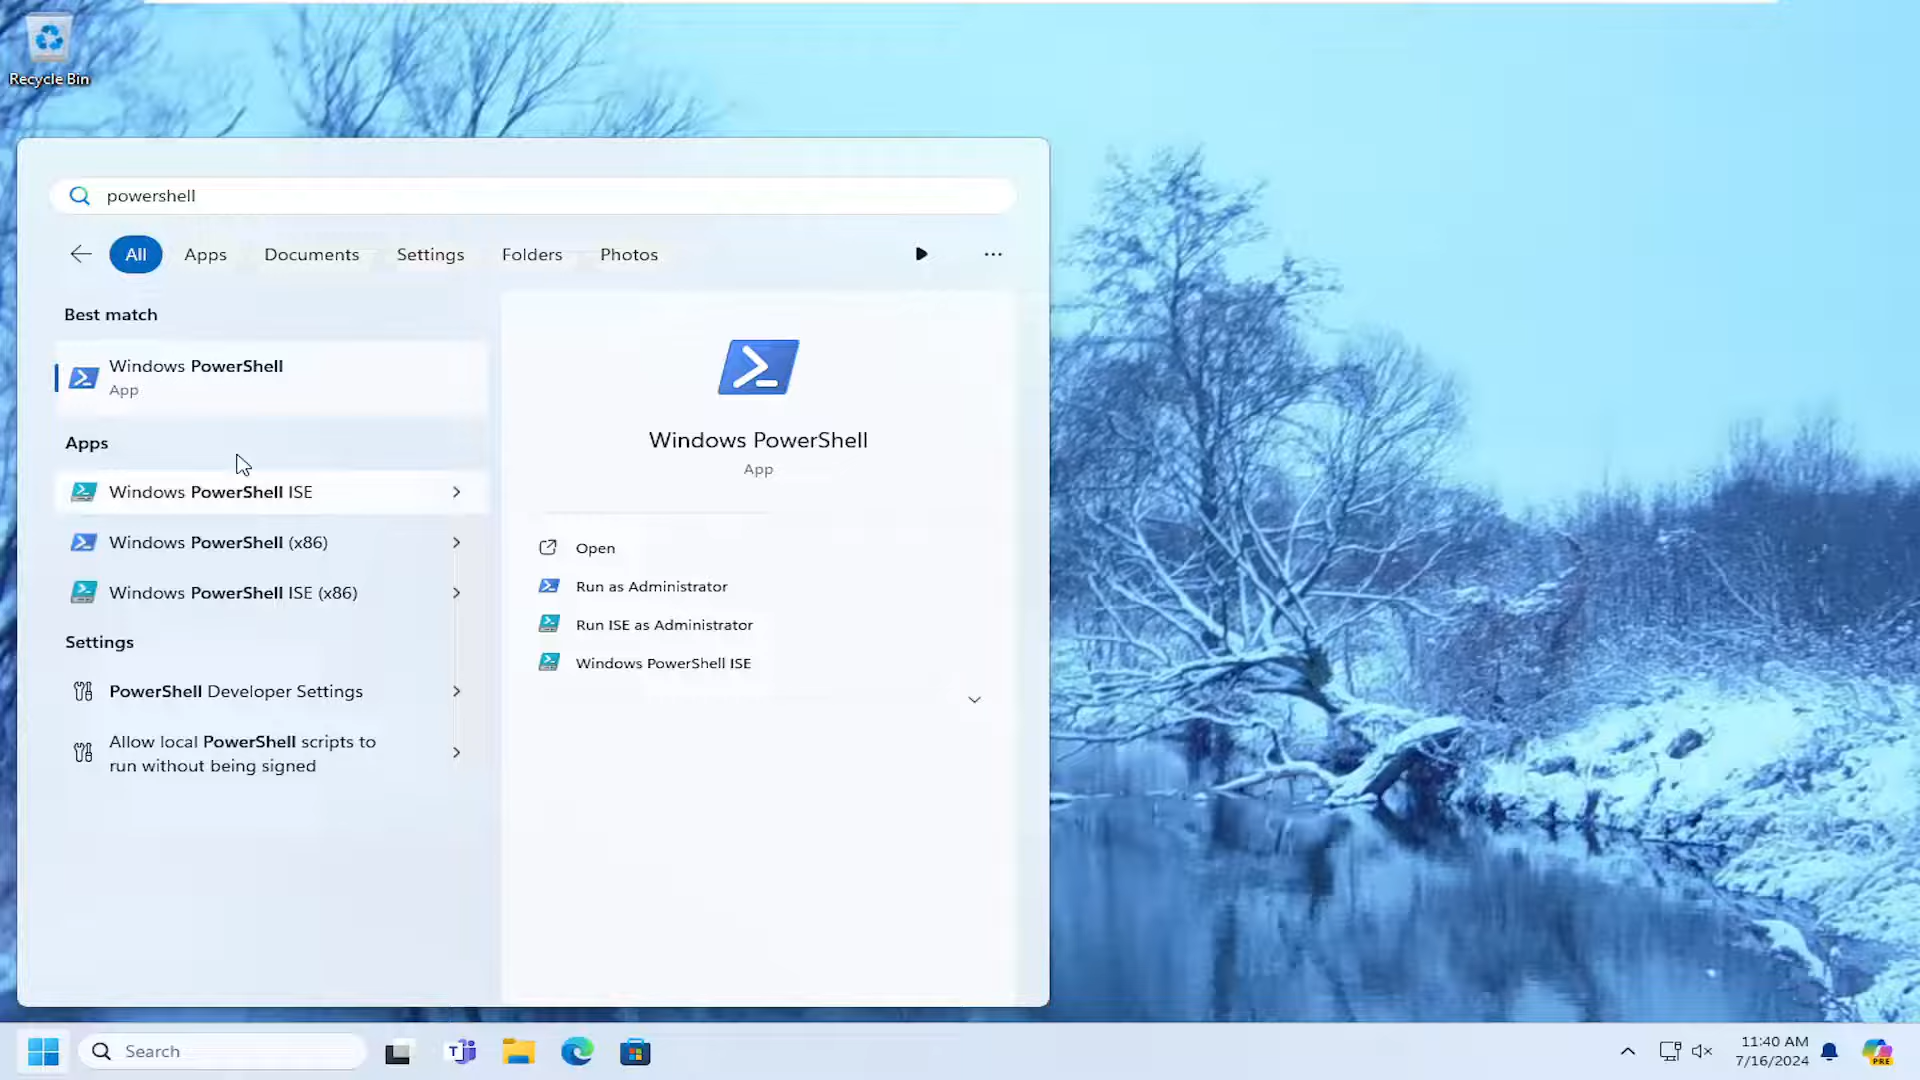 Recycle Bin
powershell
All Apps Documents Settings Folders Photos
Best match
Windows PowerShell
App
Apps
Windows PowerShell ISE
Windows PowerShell (x86)
Windows PowerShell ISE (x86)
Settings
PowerShell Developer Settings
Allow local PowerShell scripts to
run without being signed
Windows PowerShell
App
Open
Run as Administrator
Run ISE as Administrator
Windows PowerShell ISE
Search
11:40 AM
7/16/2024
PRE